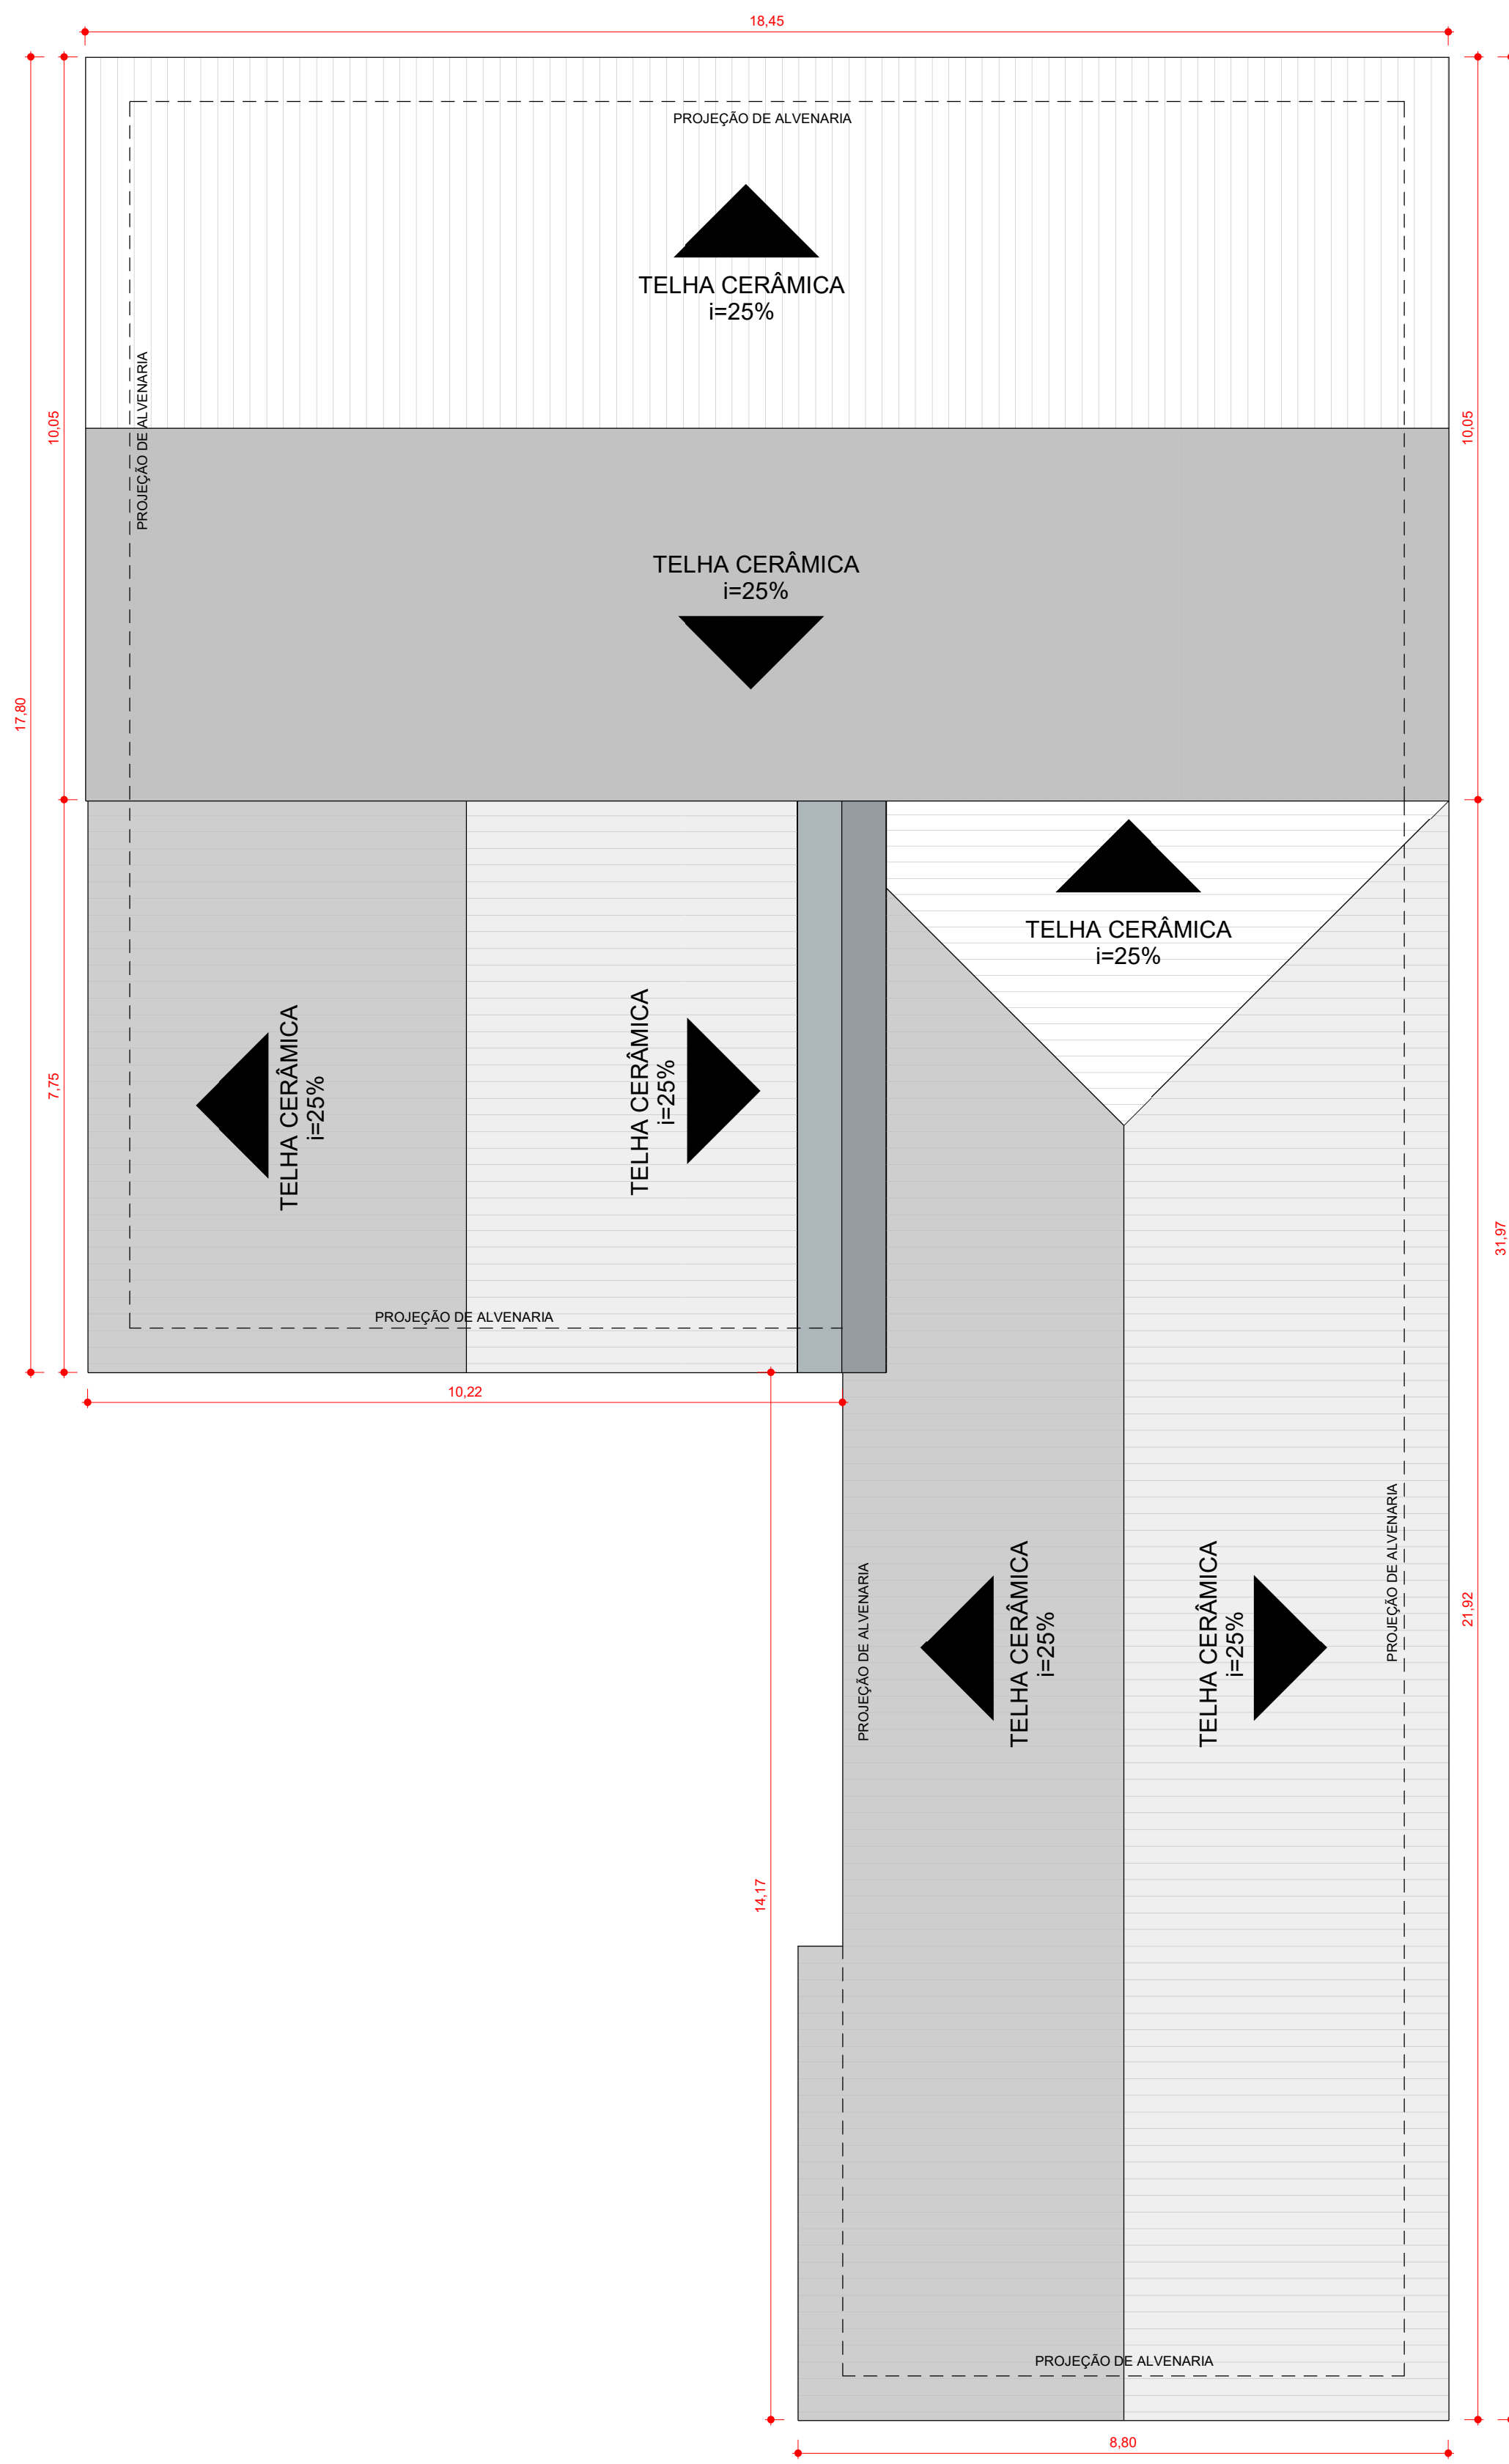 18,45
PROJEÇÃO DE ALVENARIA
TELHA CERÂMICA
i=25%
PROJEÇÃO DE ALVENARIA
10,05
10,05
TELHA CERÂMICA
i=25%
17,80
TELHA CERÂMICA
i=25%
TELHA CERÂMICA
i=25%
TELHA CERÂMICA
i=25%
7,75
31,97
PROJEÇÃO DE ALVENARIA
10,22
PROJEÇÃO DE ALVENARIA
TELHA CERÂMICA
i=25%
TELHA CERÂMICA
i=25%
PROJEÇÃO DE ALVENARIA
21,92
14,17
PROJEÇÃO DE ALVENARIA
8,80